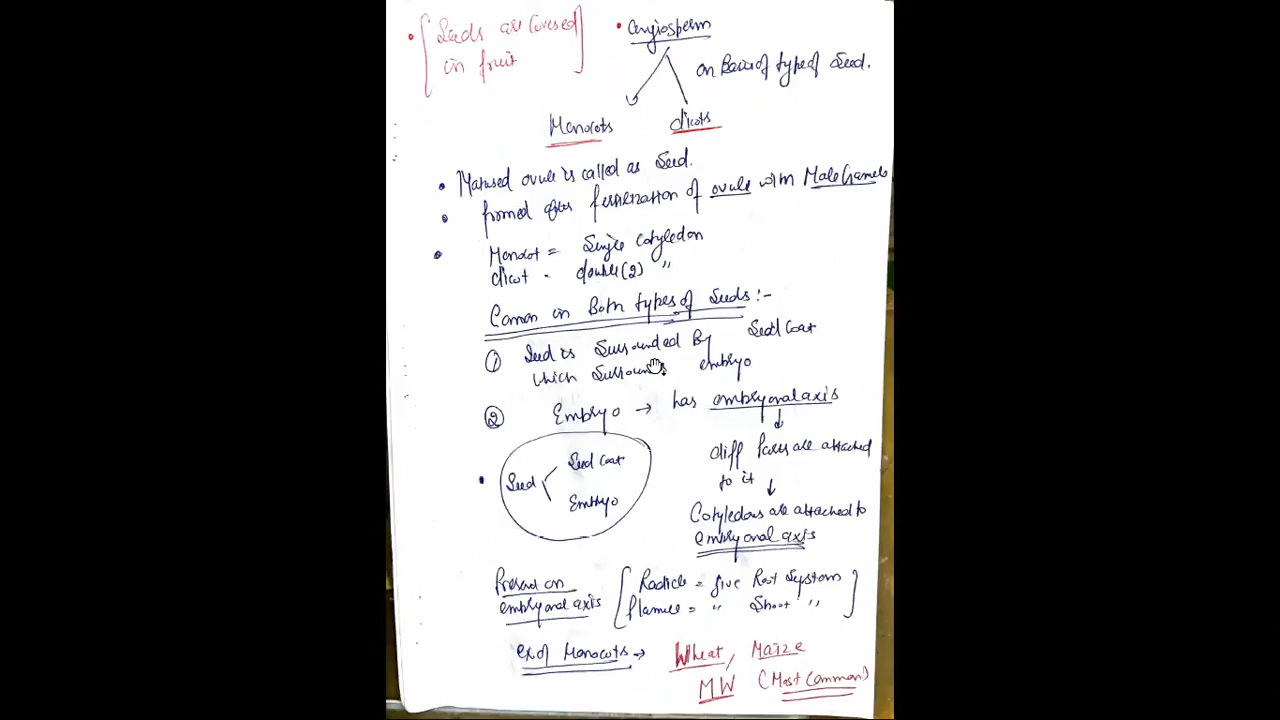 Seeds are Covered
in fruit
Angiosperm
on Basis of type of Seed.
Monocots
dicots
Matured ovule is called as Seed.
fromed after fertilization of ovule with Male Gamete
Monocot = Single Cotyledon
dicot = double(2) "
Common in Both types of Seeds :-
① Seed is Surrounded By Seed Coat
which Surrounds embryo
② Embryo → has embryonal axis
diff Parts are attached
to it
Cotyledons are attached to
embryonal axis
Seed
Seed Coat
Embryo
Present on
embryonal axis
Radicle = give Root System
Plumule = " Shoot "
ex of Monocots →
Wheat, Maize
MW (Most Common)